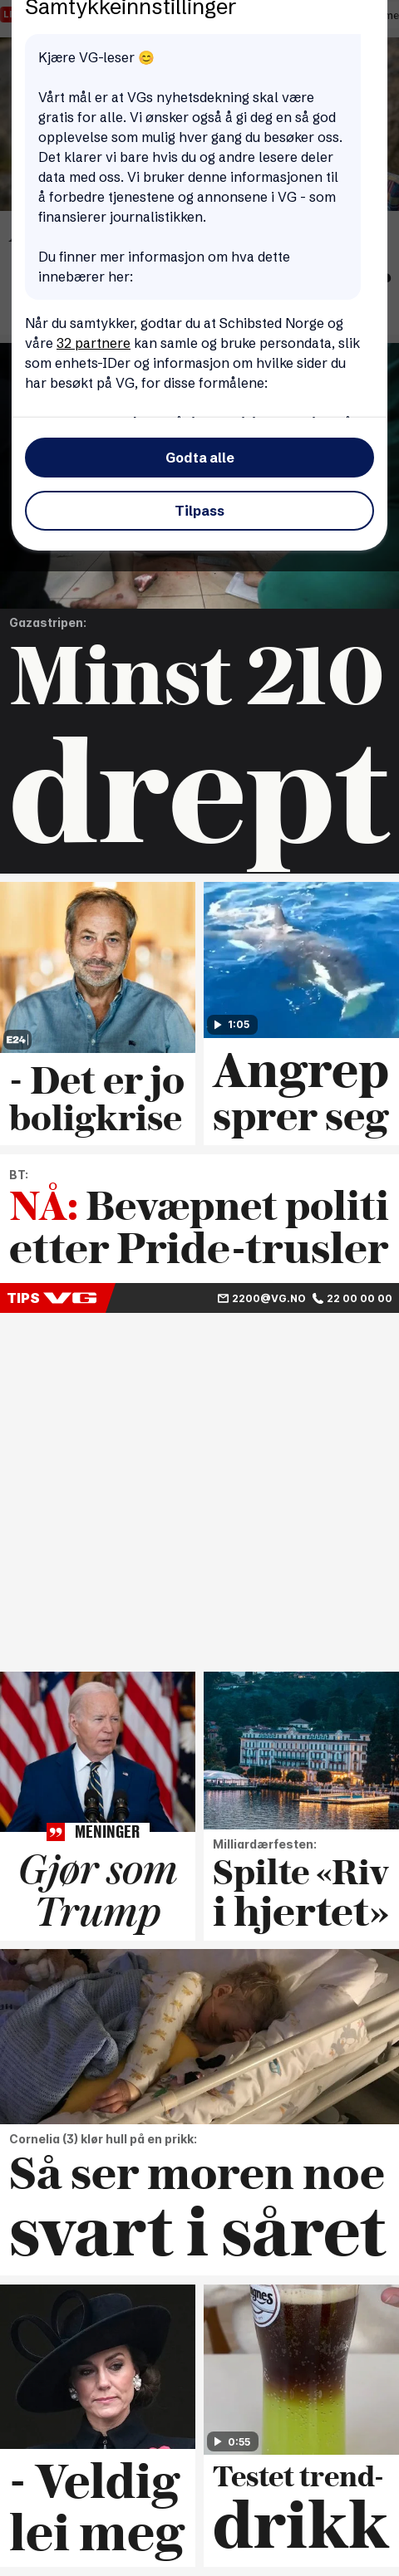 Samtykkeinnstillinger
Kjære VG-leser 😊
Vårt mål er at VGs nyhetsdekning skal være
gratis for alle. Vi ønsker også å gi deg en så god
opplevelse som mulig hver gang du besøker oss.
Det klarer vi bare hvis du og andre lesere deler
data med oss. Vi bruker denne informasjonen til
å forbedre tjenestene og annonsene i VG - som
finansierer journalistikken.
Du finner mer informasjon om hva dette
innebærer her:
Når du samtykker, godtar du at Schibsted Norge og
våre 32 partnere kan samle og bruke persondata, slik
som enhets-IDer og informasjon om hvilke sider du
har besøkt på VG, for disse formålene:
Godta alle
Tilpass
Gazastripen:
Minst 210
drept
E24
1:05
- Det er jo
boligkrise
Angrep
sprer seg
BT:
NÅ: Bevæpnet politi
etter Pride-trusler
TIPS VG 2200@VG.NO 22 00 00 00
MENINGER
Gjør som
Trump
Milliardærfesten:
Spilte «Riv
i hjertet»
Cornelia (3) klør hull på en prikk:
Så ser moren noe
svart i såret
0:55
- Veldig
lei meg
Testet trend-
drikk